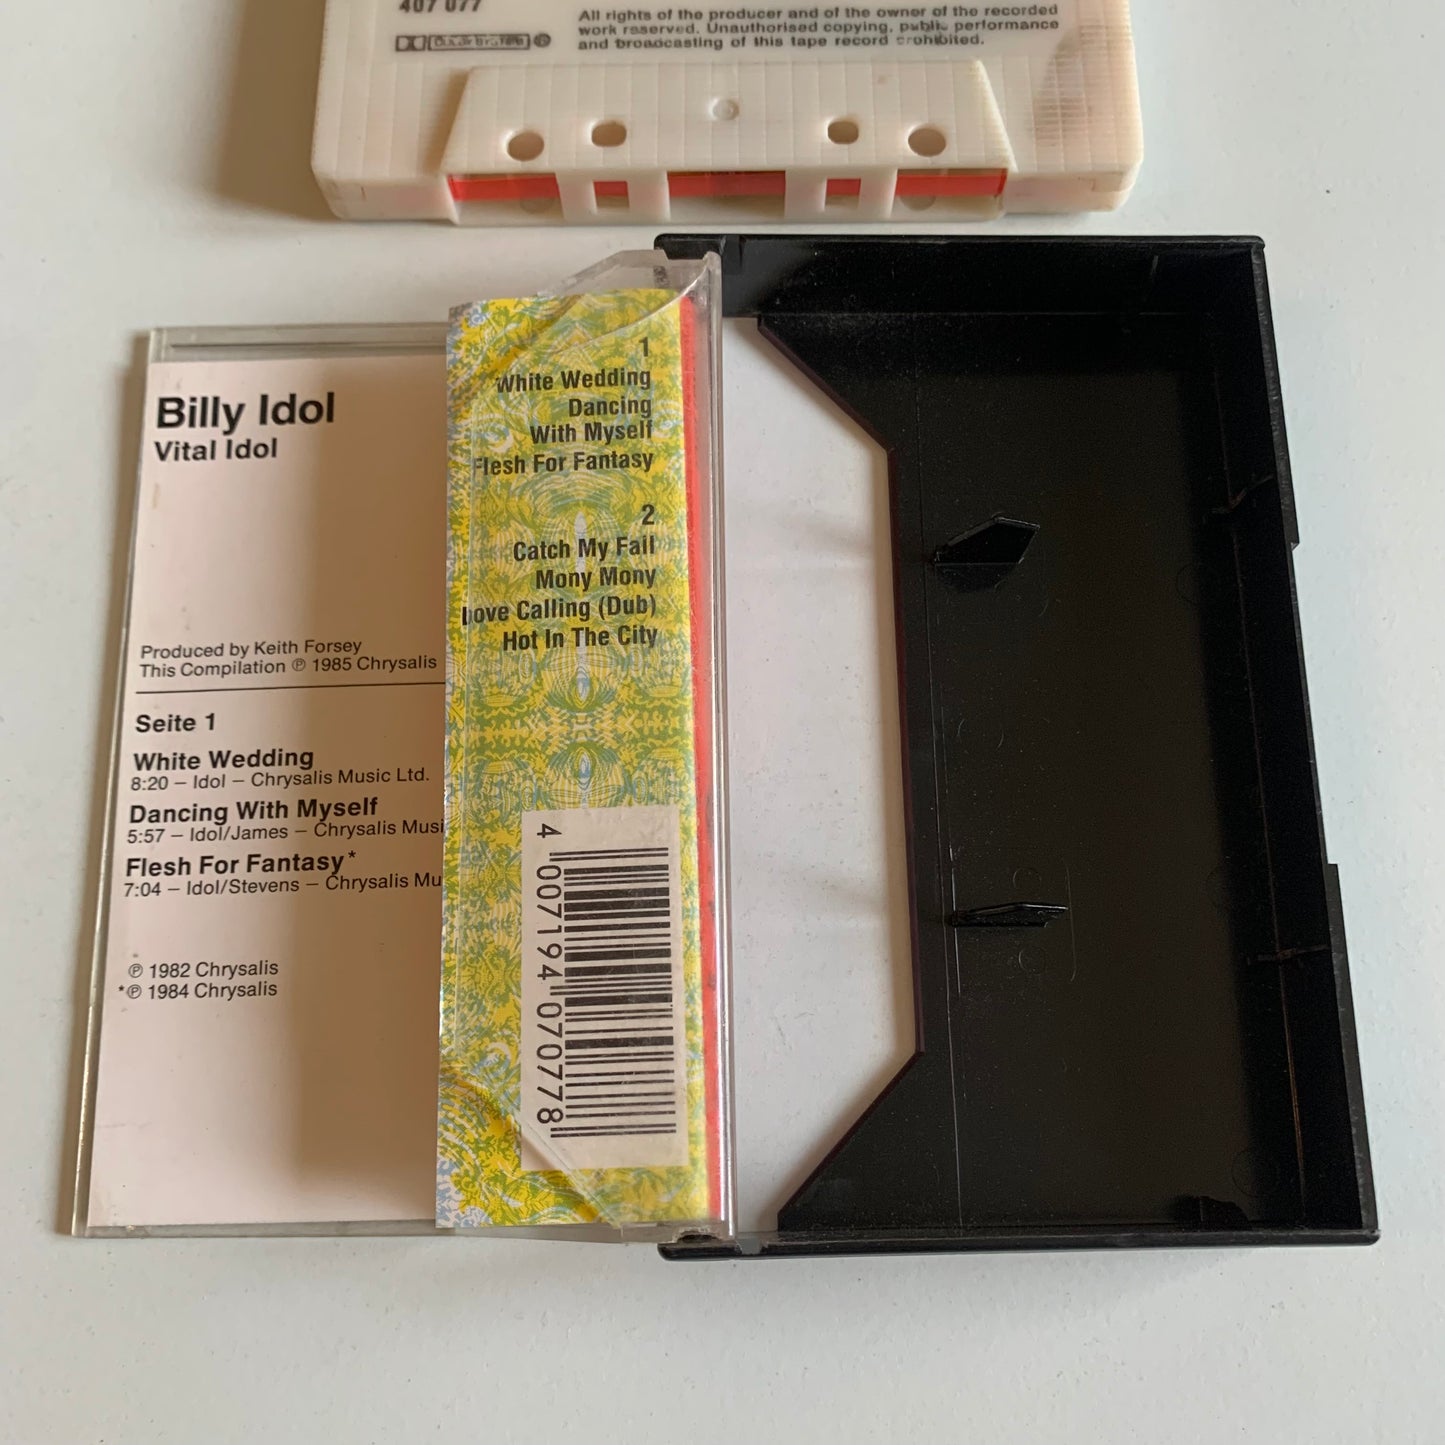 407 077
All rights of the producer and of the owner of the recorded
work reserved. Unauthorised copying, public performance
and broadcasting of this tape record prohibited.
Billy Idol
Vital Idol
Produced by Keith Forsey
This Compilation ℗ 1985 Chrysalis
Seite 1
White Wedding
8:20 – Idol – Chrysalis Music Ltd.
Dancing With Myself
5:57 – Idol/James – Chrysalis Musi
Flesh For Fantasy*
7:04 – Idol/Stevens – Chrysalis Mu
℗ 1982 Chrysalis
*℗ 1984 Chrysalis
1
White Wedding
Dancing
With Myself
Flesh For Fantasy
2
Catch My Fall
Mony Mony
Love Calling (Dub)
Hot In The City
4 007194 070778